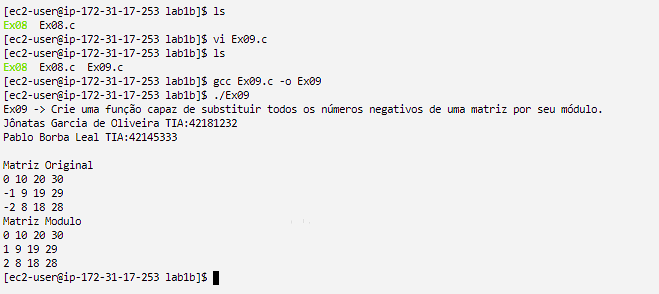 [ec2-user@ip-172-31-17-253 lab1b]$ ls
Ex08  Ex08.c
[ec2-user@ip-172-31-17-253 lab1b]$ vi Ex09.c
[ec2-user@ip-172-31-17-253 lab1b]$ ls
Ex08  Ex08.c  Ex09.c
[ec2-user@ip-172-31-17-253 lab1b]$ gcc Ex09.c -o Ex09
[ec2-user@ip-172-31-17-253 lab1b]$ ./Ex09
Ex09 -> Crie uma função capaz de substituir todos os números negativos de uma matriz por seu módulo.
Jônatas Garcia de Oliveira TIA:42181232
Pablo Borba Leal TIA:42145333
Matriz Original
0 10 20 30
-1 9 19 29
-2 8 18 28
Matriz Modulo
0 10 20 30
1 9 19 29
2 8 18 28
[ec2-user@ip-172-31-17-253 lab1b]$